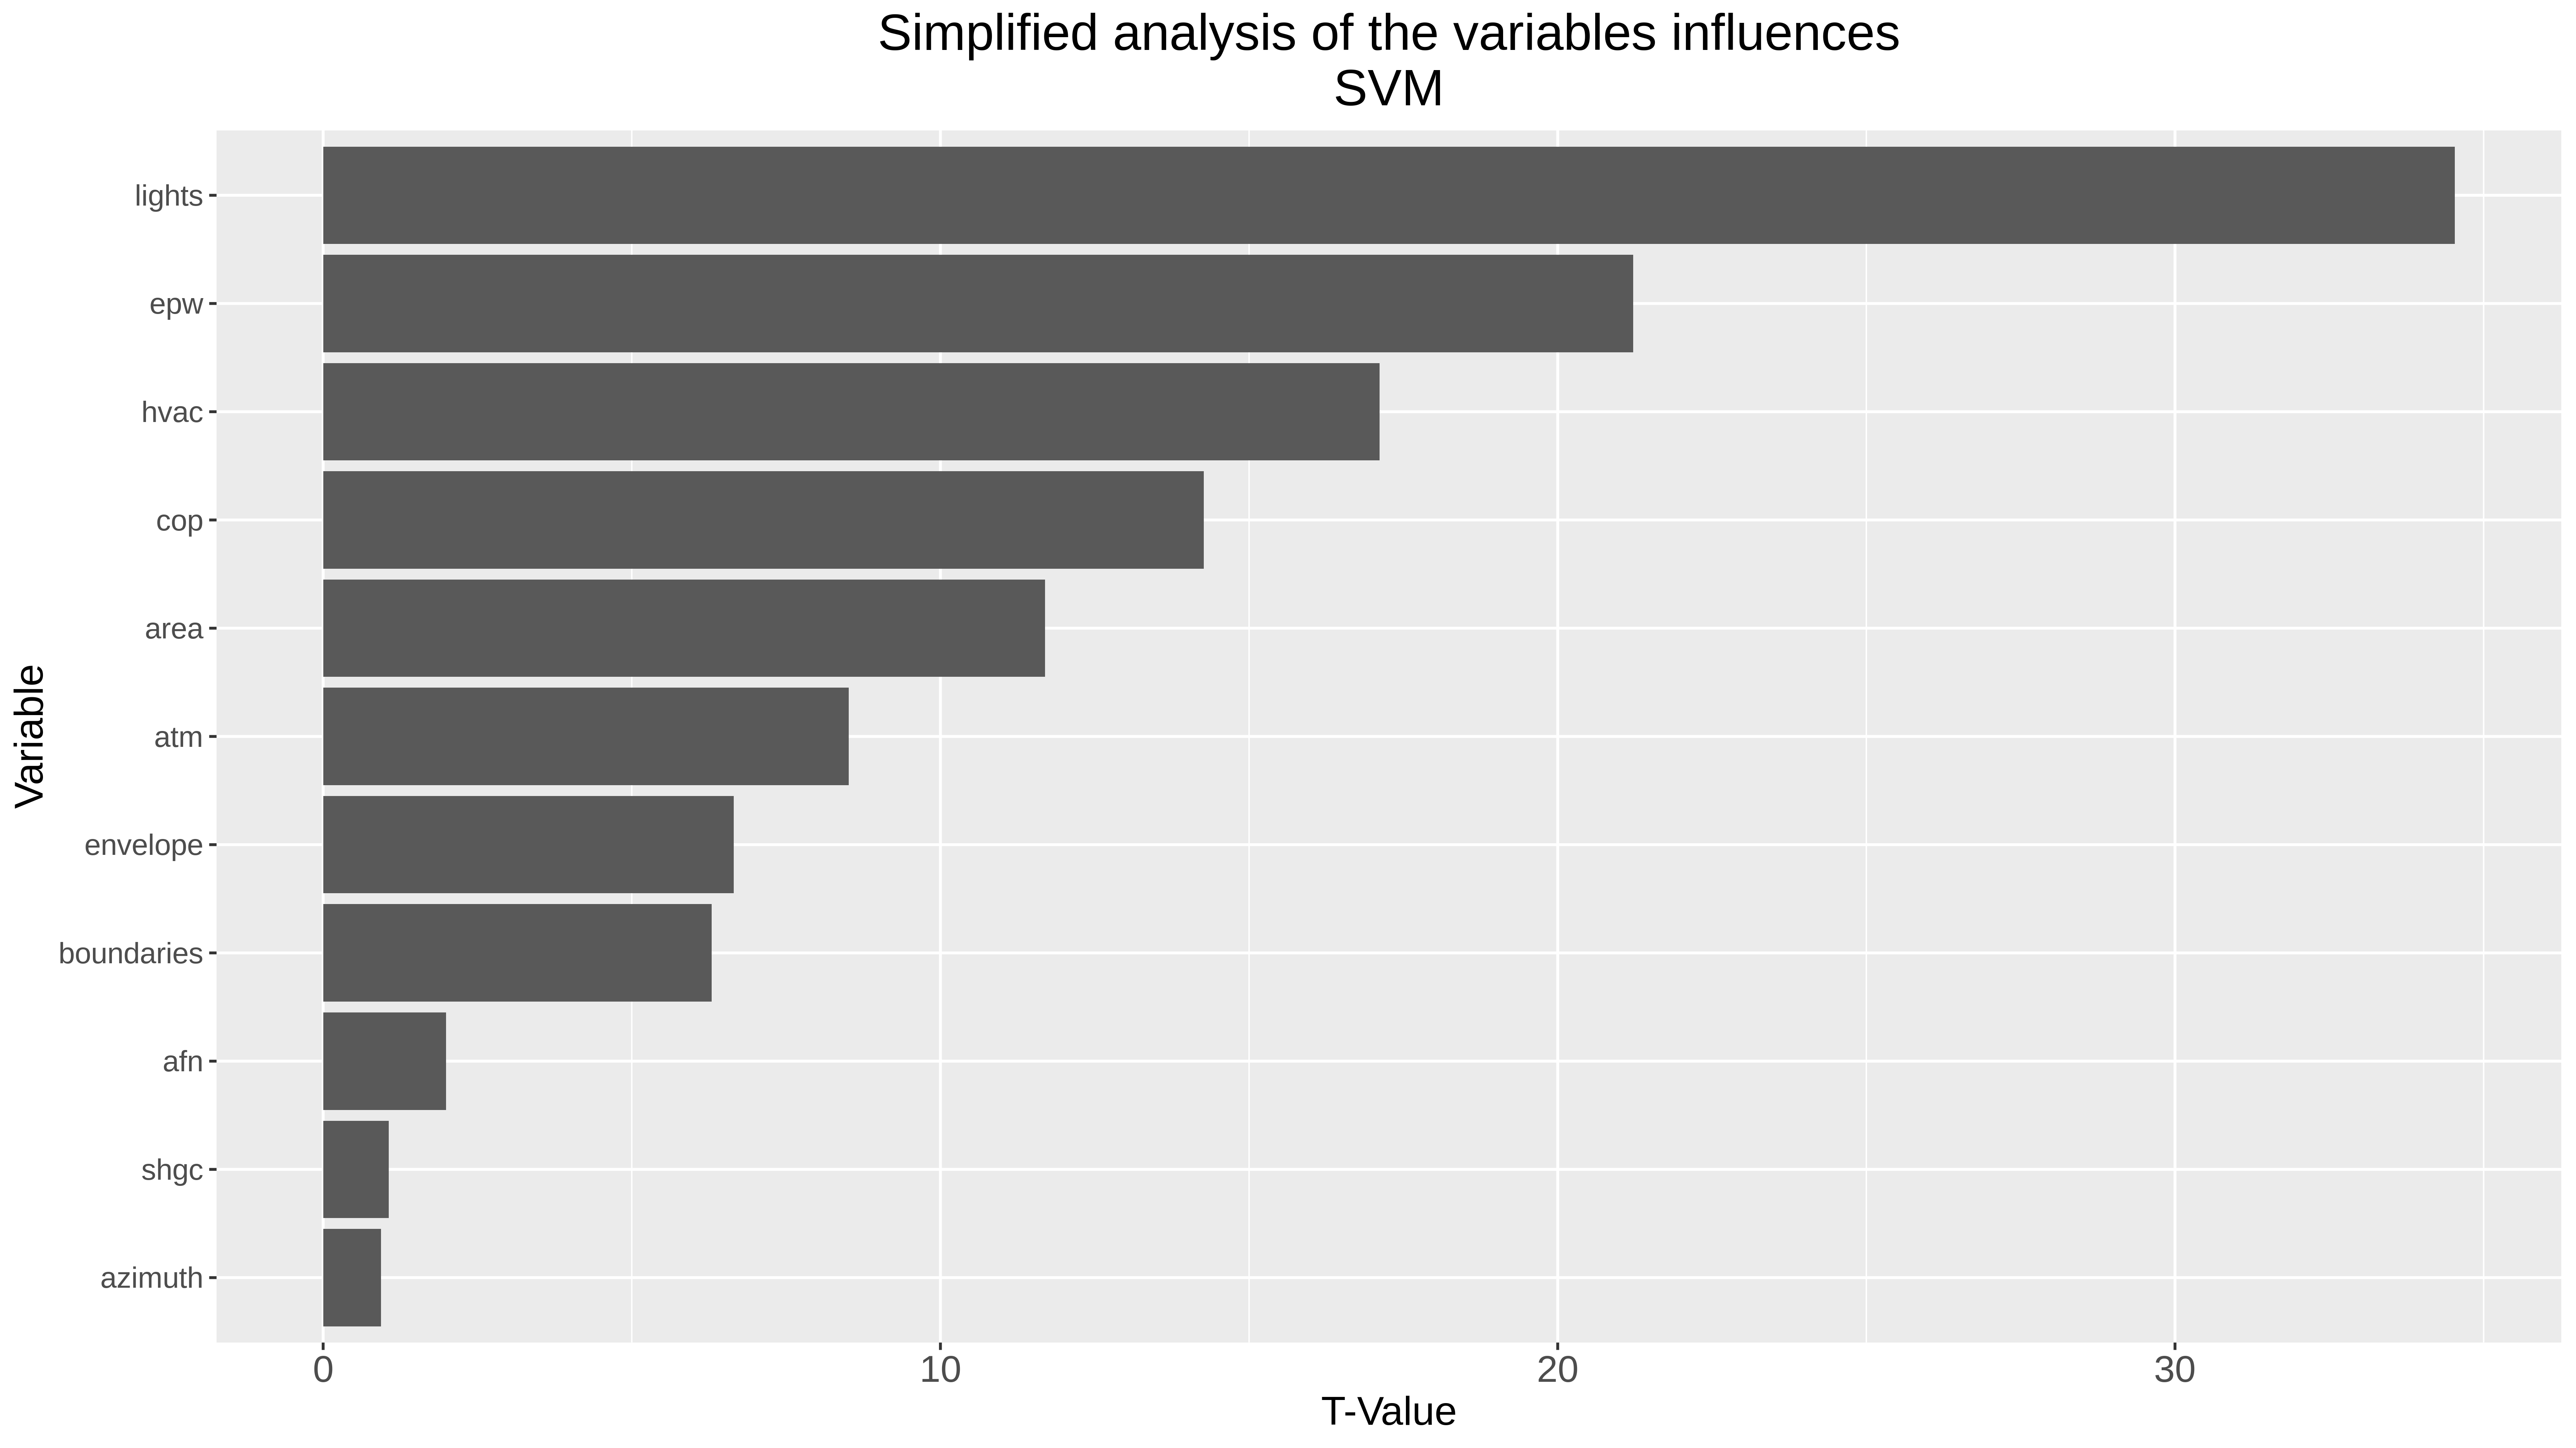 Simplified analysis of the variables influences
SVM
Variable
lights
epw
hvac
cop
area
atm
envelope
boundaries
afn
shgc
azimuth
0 10 20 30
T-Value